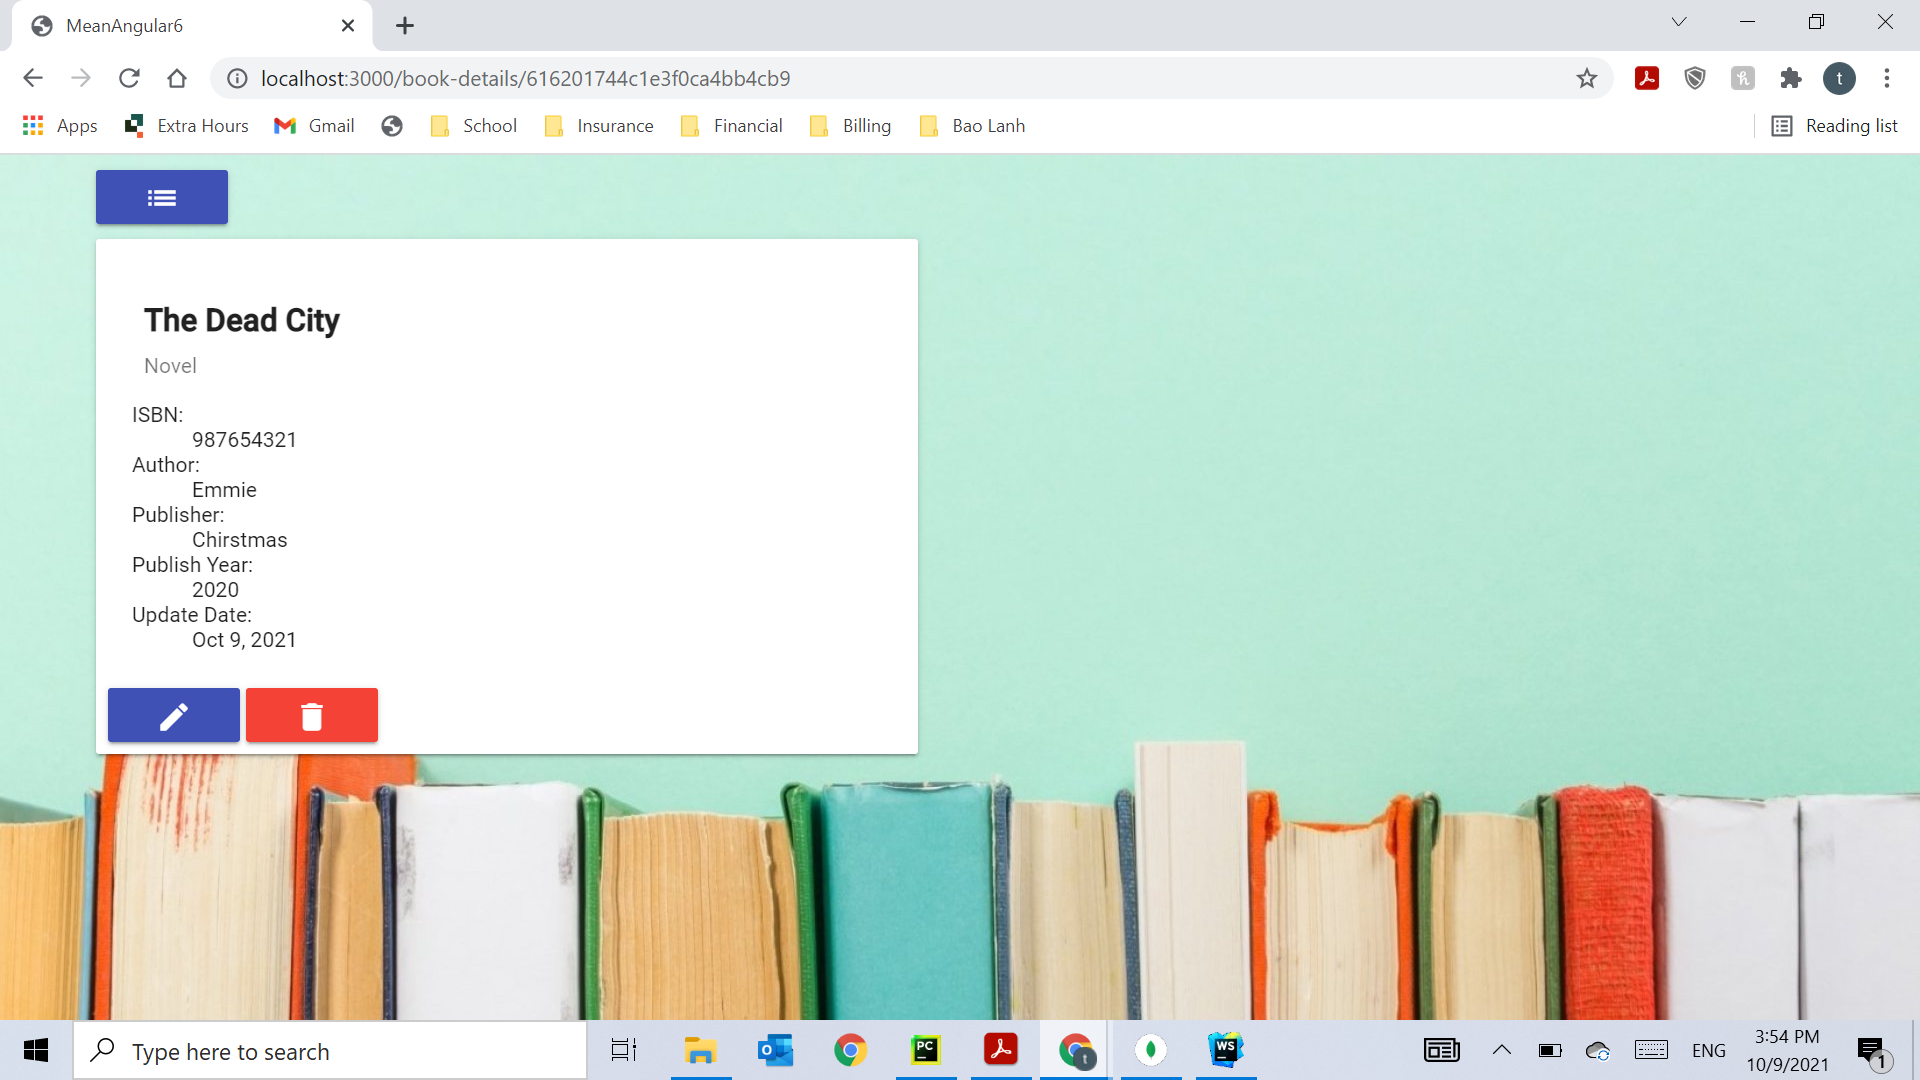 MeanAngular6
localhost:3000/book-details/616201744c1e3f0ca4bb4cb9
t
Apps
Extra Hours
Gmail
School
Insurance
Financial
Billing
Bao Lanh
Reading list
The Dead City
Novel
ISBN:
987654321
Author:
Emmie
Publisher:
Chirstmas
Publish Year:
2020
Update Date:
Oct 9, 2021
Type here to search
PC
t
WS
ENG
3:54 PM
10/9/2021
1